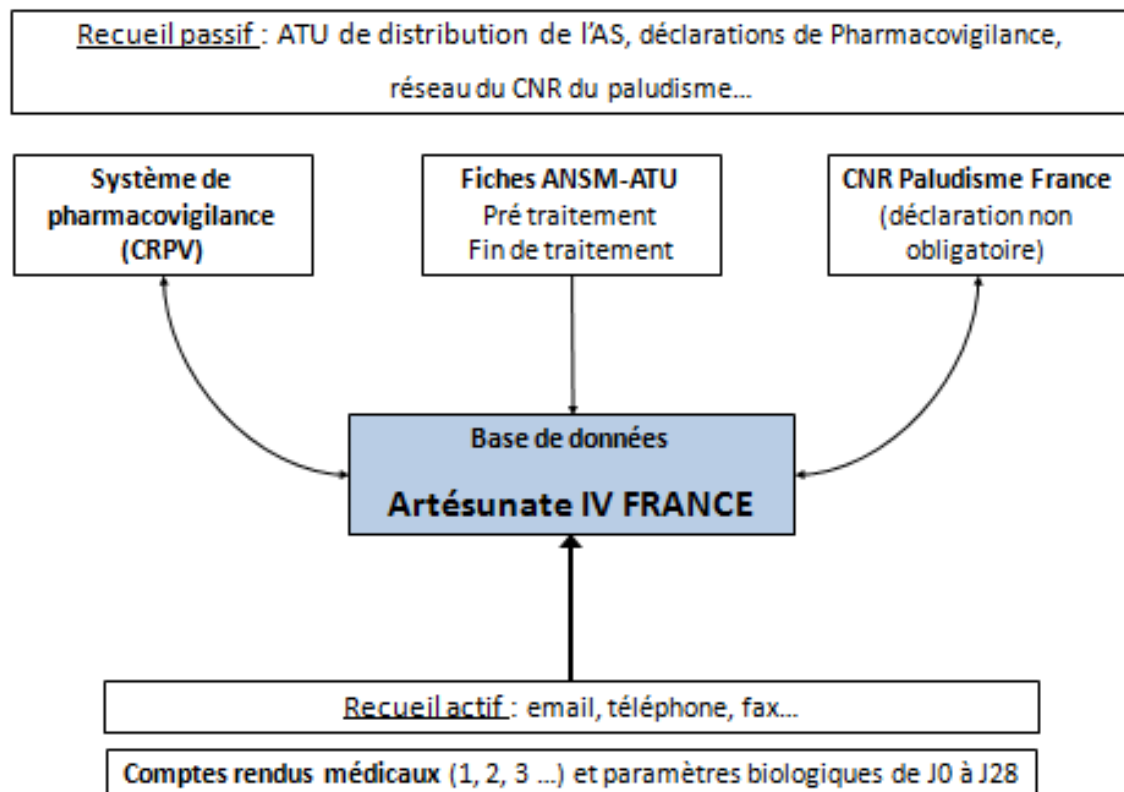 Recueil passif : ATU de distribution de l'AS, déclarations de Pharmacovigilance,
réseau du CNR du paludisme...
Système de
pharmacovigilance
(CRPV)
Fiches ANSM-ATU
Pré traitement
Fin de traitement
CNR Paludisme France
(déclaration non
obligatoire)
Base de données
Artésunate IV FRANCE
Recueil actif : email, téléphone, fax...
Comptes rendus médicaux (1, 2, 3 ...) et paramètres biologiques de J0 à J28